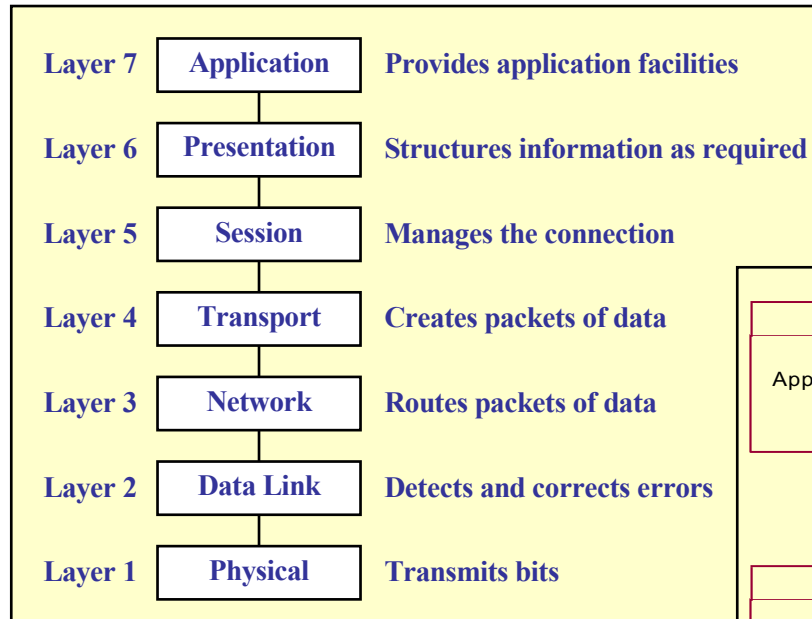 Layer 7 Application Provides application facilities
Layer 6 Presentation Structures information as required
Layer 5 Session Manages the connection
Layer 4 Transport Creates packets of data
Layer 3 Network Routes packets of data
Layer 2 Data Link Detects and corrects errors
Layer 1 Physical Transmits bits
App